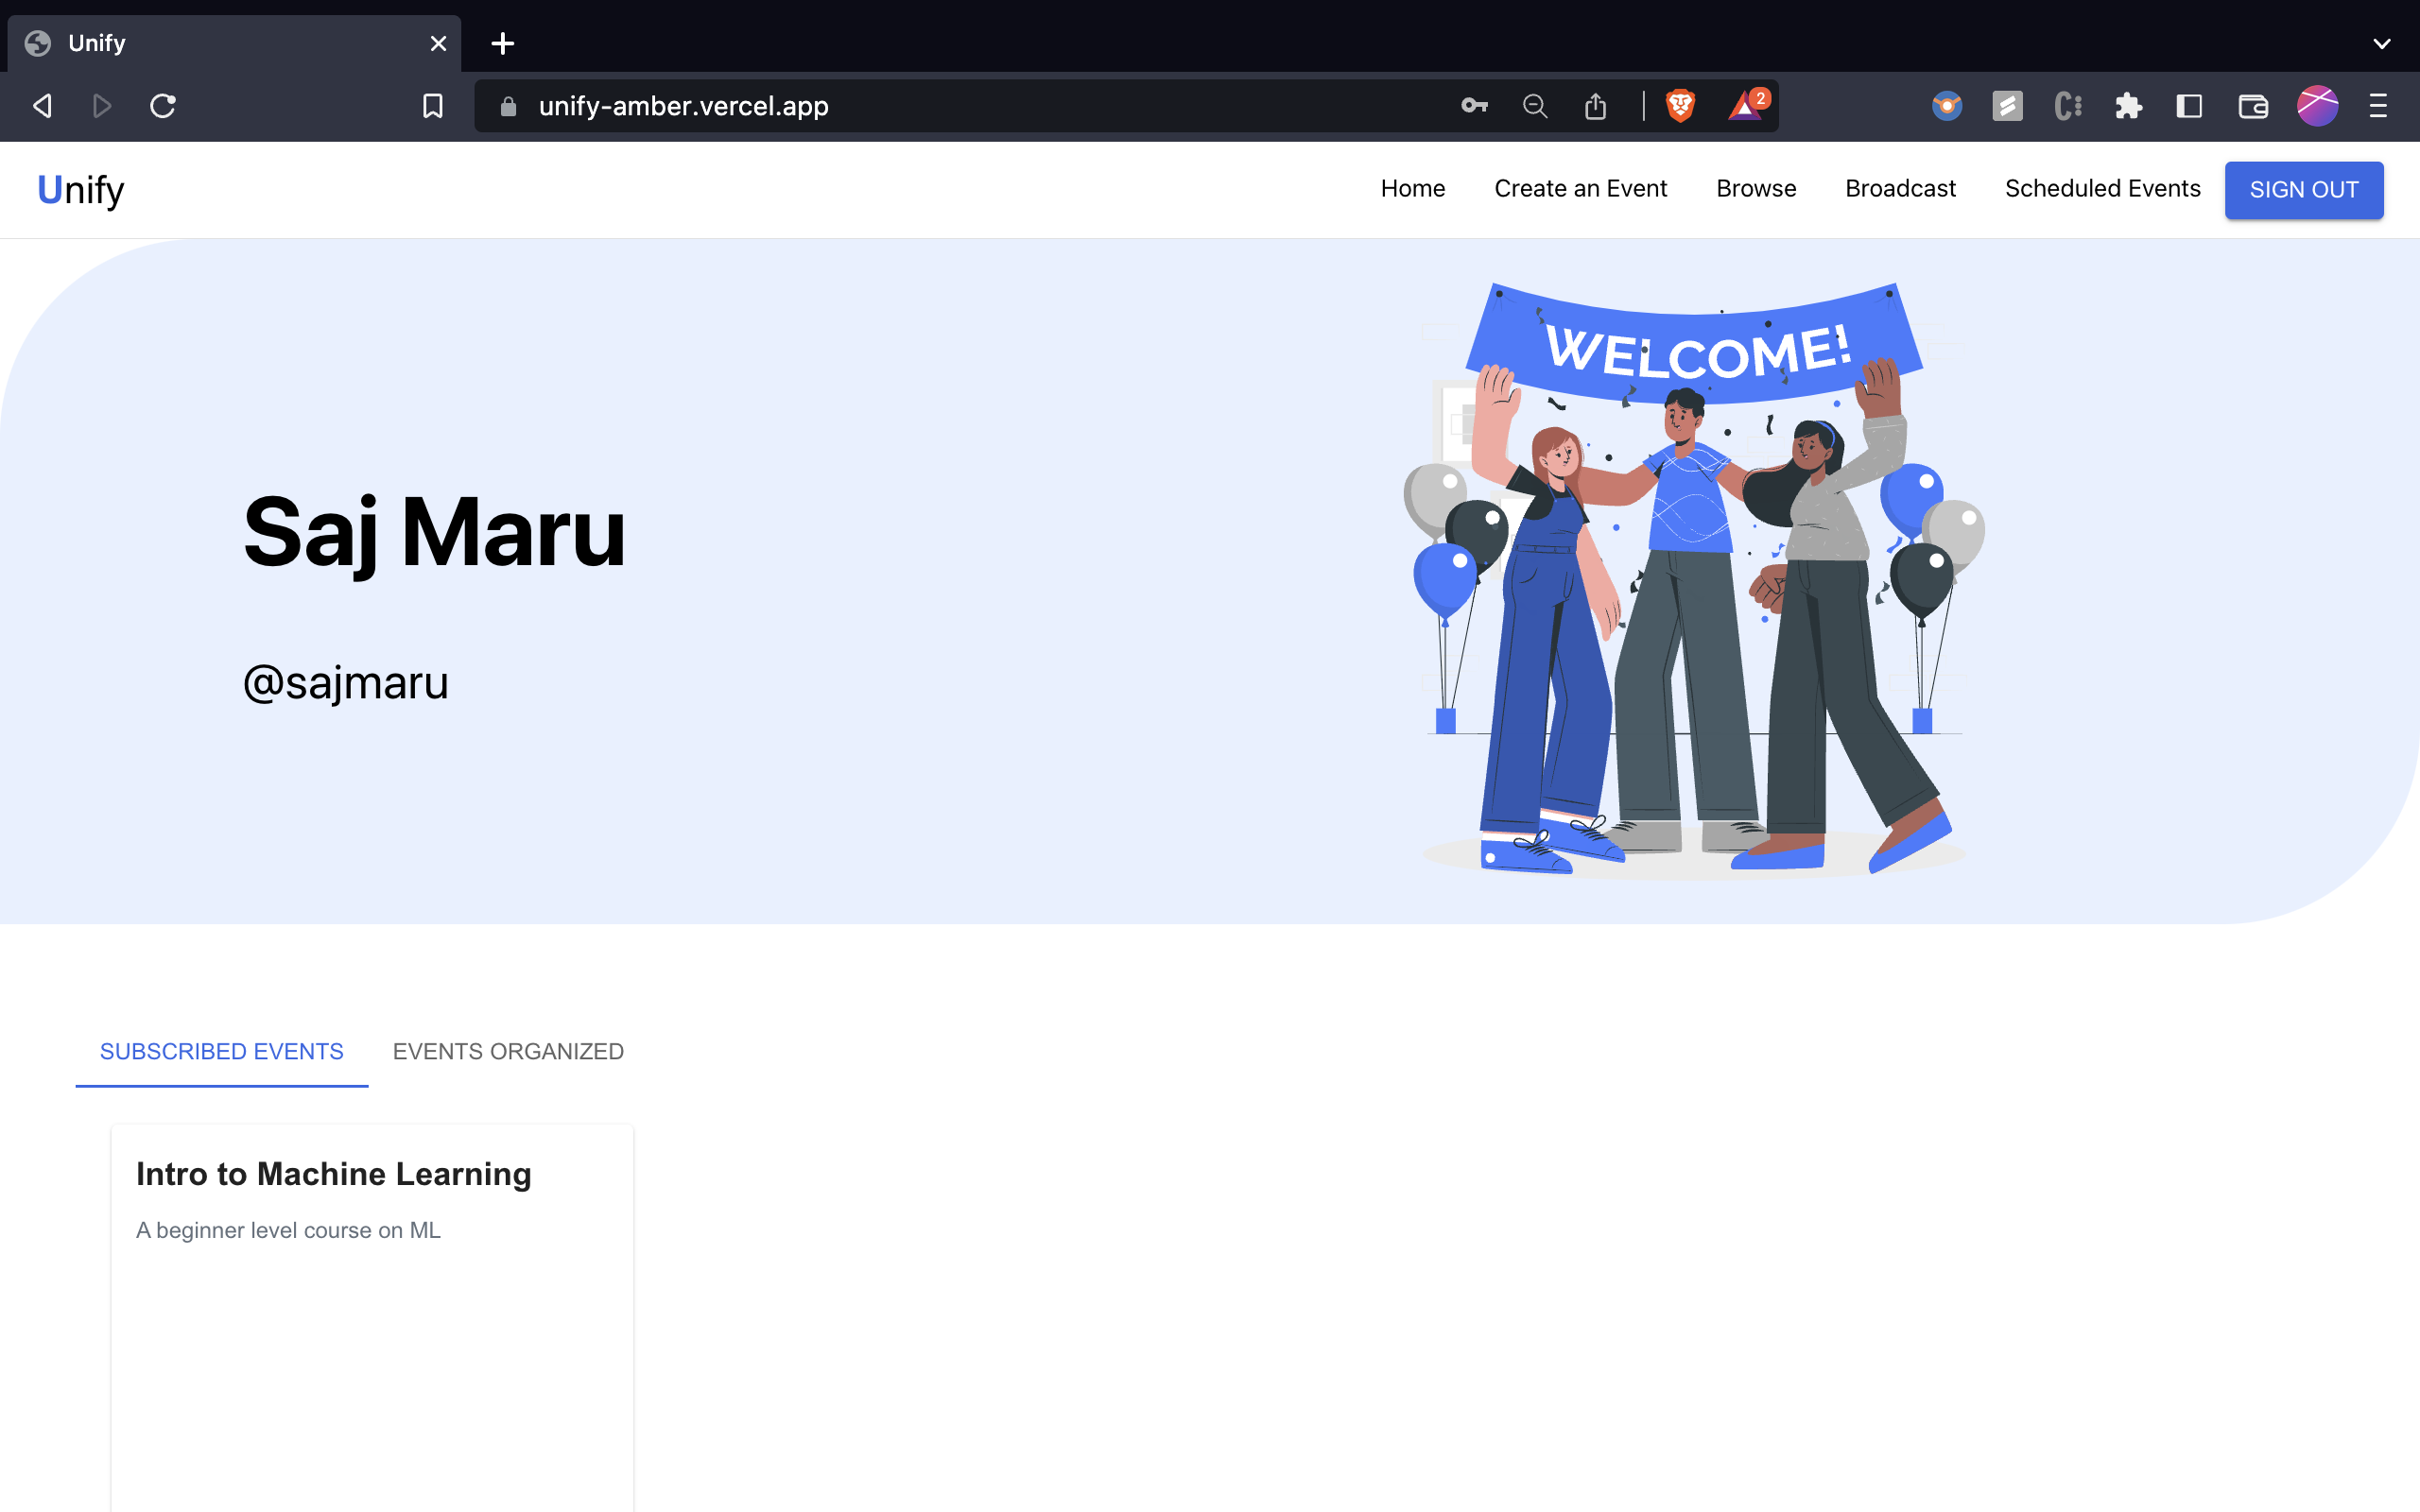 Unify
unify-amber.vercel.app
2
Unify
Home
Create an Event
Browse
Broadcast
Scheduled Events
SIGN OUT
WELCOME!
Saj Maru
@sajmaru
SUBSCRIBED EVENTS
EVENTS ORGANIZED
Intro to Machine Learning
A beginner level course on ML